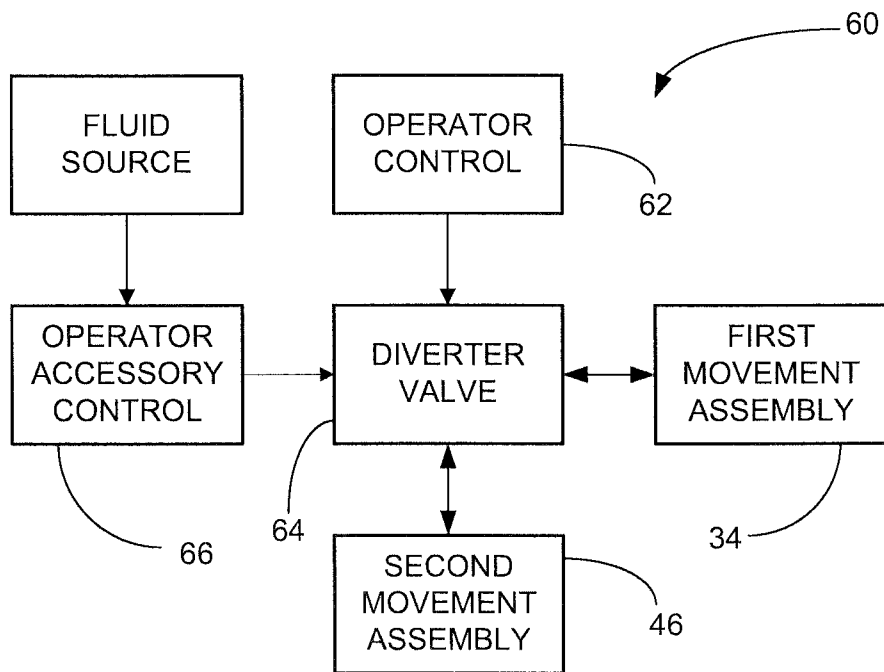 60
FLUID
SOURCE
OPERATOR
CONTROL
62
OPERATOR
ACCESSORY
CONTROL
DIVERTER
VALVE
FIRST
MOVEMENT
ASSEMBLY
66
64
34
SECOND
MOVEMENT
ASSEMBLY
46